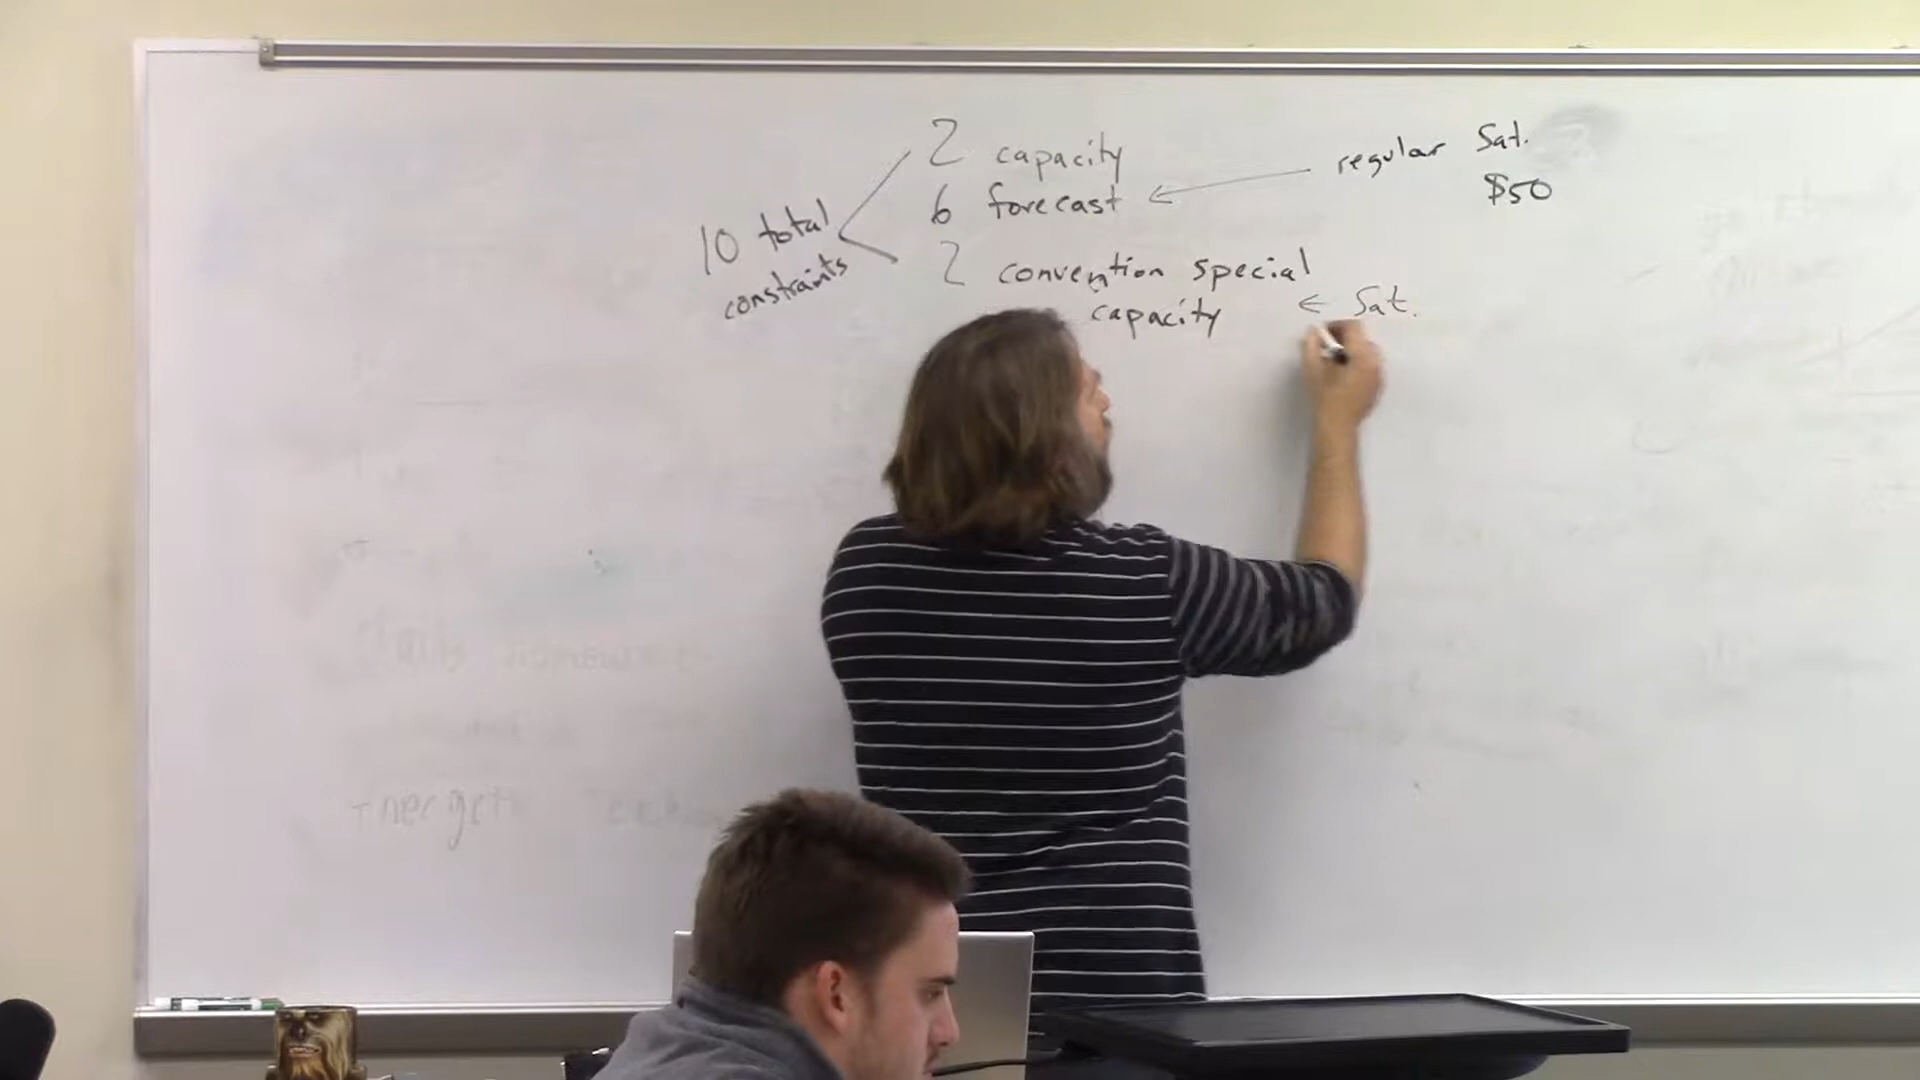 2 capacity
6 forecast ← regular Sat.
$50
10 total
constraints
2 convention special
capacity ← Sat.